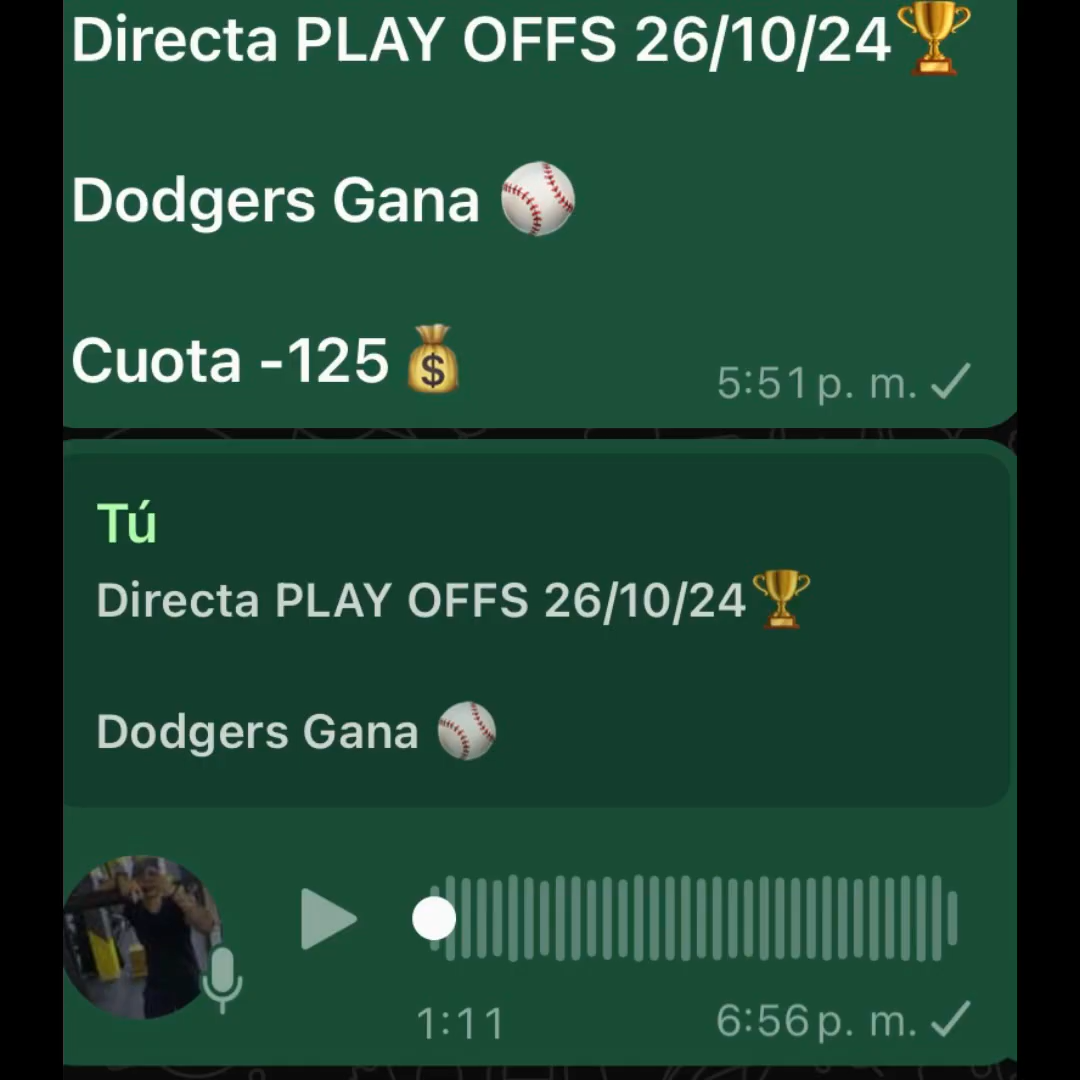 Directa PLAY OFFS 26/10/24🏆
Dodgers Gana ⚾
Cuota -125 💰
5:51 p. m.
Tú
Directa PLAY OFFS 26/10/24🏆
Dodgers Gana ⚾
1:11
6:56 p. m.